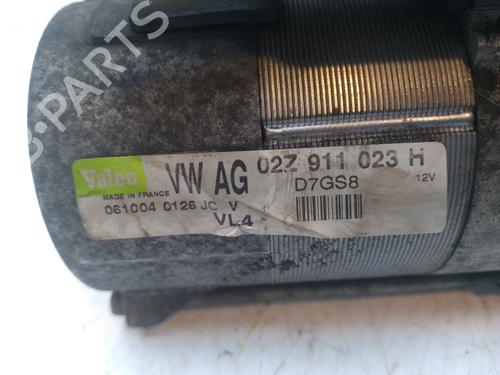 B-PARTS
Valeo VW AG 02Z 911 023 H
MADE IN FRANCE D7GS8 12V
061004 0126 JC V
VL4